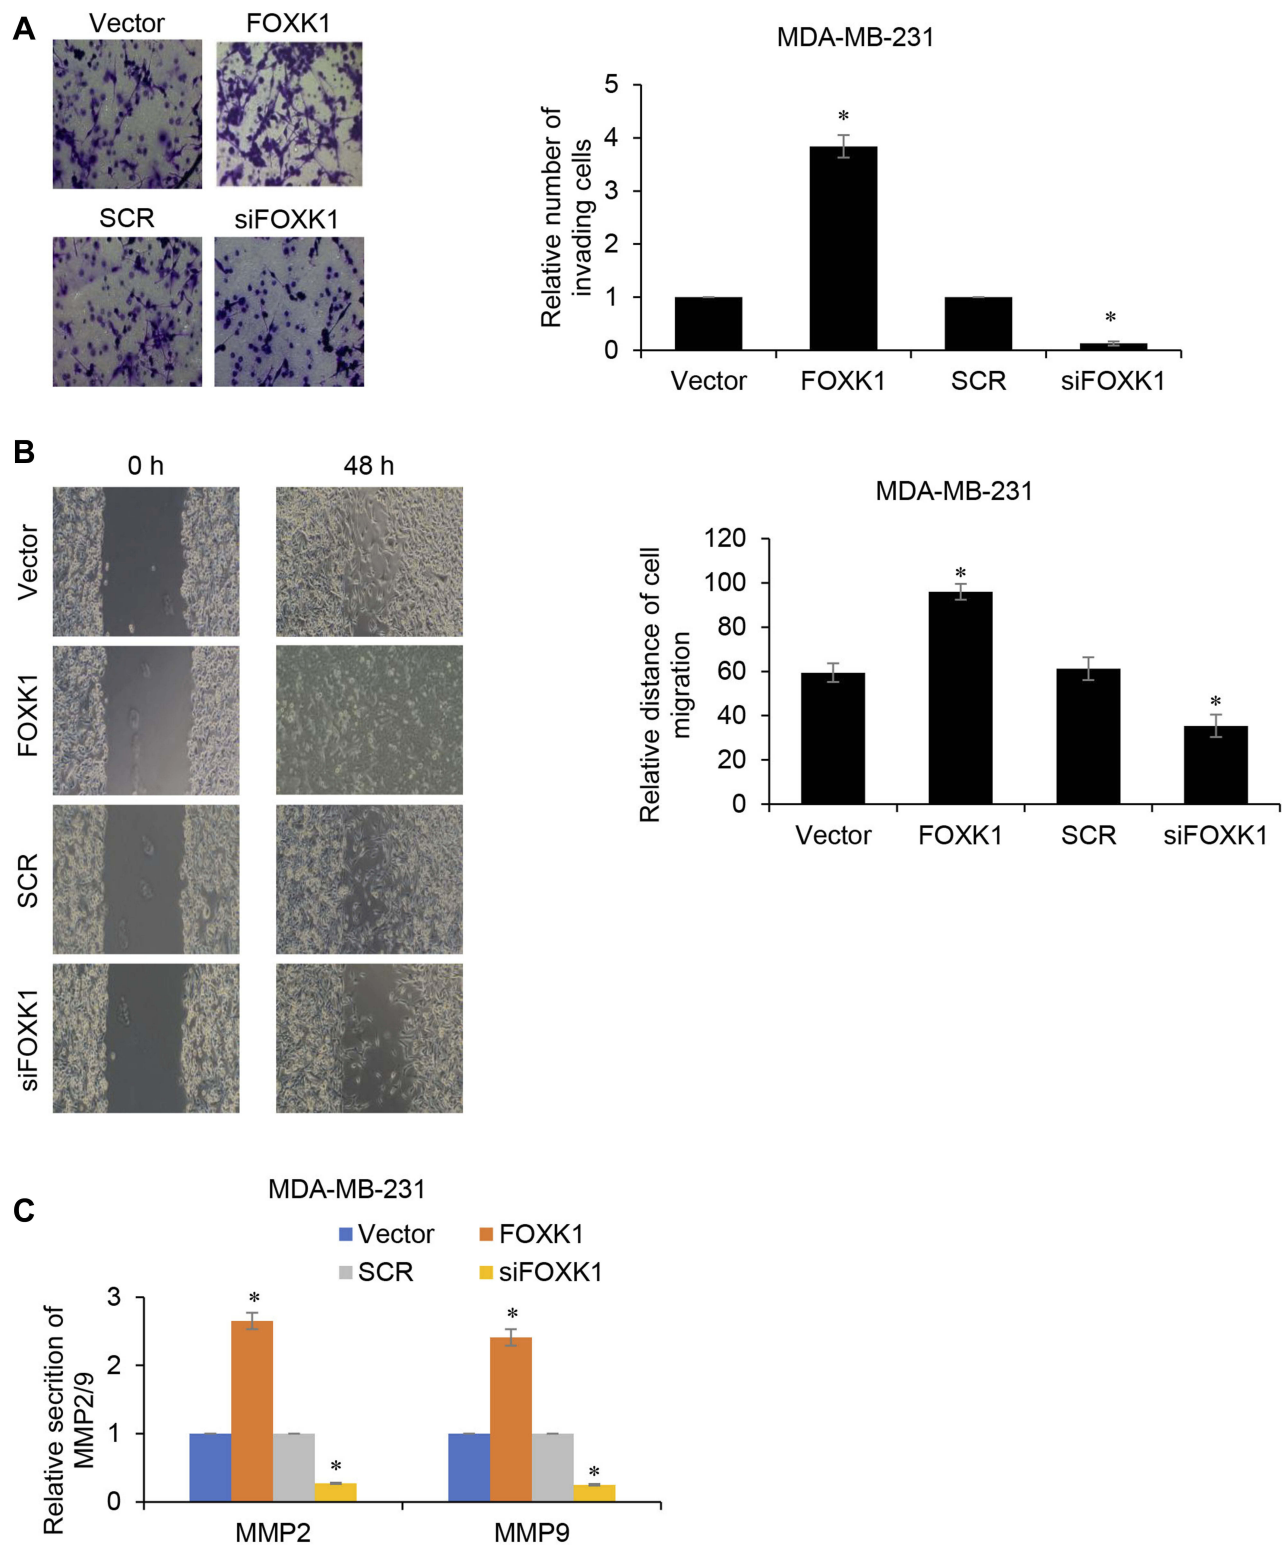 A
Vector FOXK1
SCR siFOXK1
MDA-MB-231
Relative number of
invading cells
5
4
3
2
1
0
*
*
Vector FOXK1 SCR siFOXK1
B
0 h 48 h
Vector
FOXK1
SCR
siFOXK1
MDA-MB-231
Relative distance of cell
migration
120
100
80
60
40
20
0
*
*
Vector FOXK1 SCR siFOXK1
C
MDA-MB-231
Vector FOXK1
SCR siFOXK1
Relative secrition of
MMP2/9
3
2
1
0
*
*
*
*
MMP2 MMP9